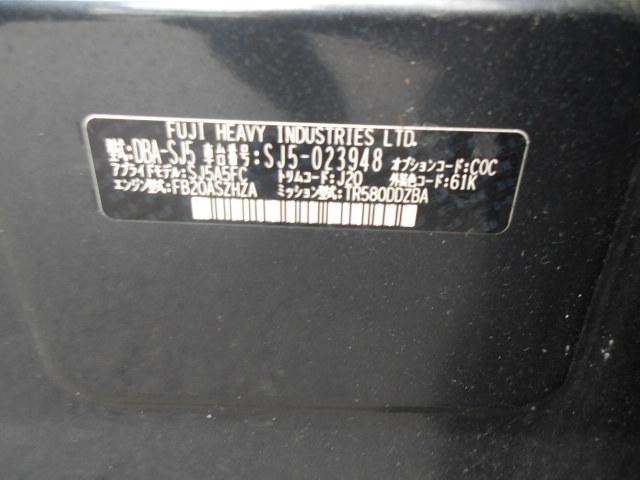 FUJI HEAVY INDUSTRIES LTD.
型式:DBA-SJ5 車台番号:SJ5-023948 オプションコード:COC
アプライドモデル:SJ5A5FC トリムコード:J20 外装色コード:61K
エンジン型式:FB20ASZHZA ミッション型式:TR580DDZBA